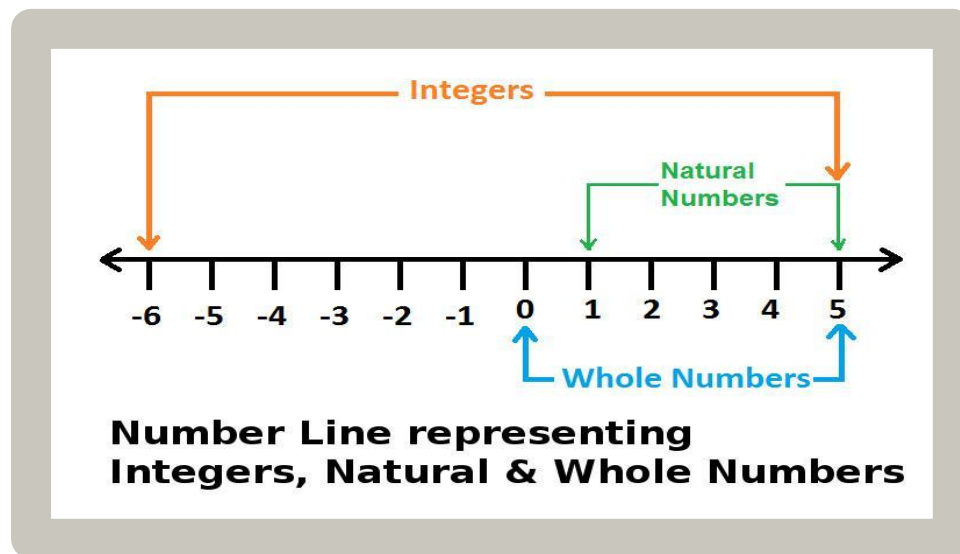 Integers
Natural
Numbers
-6 -5 -4 -3 -2 -1 0 1 2 3 4 5
Whole Numbers
Number Line representing
Integers, Natural & Whole Numbers